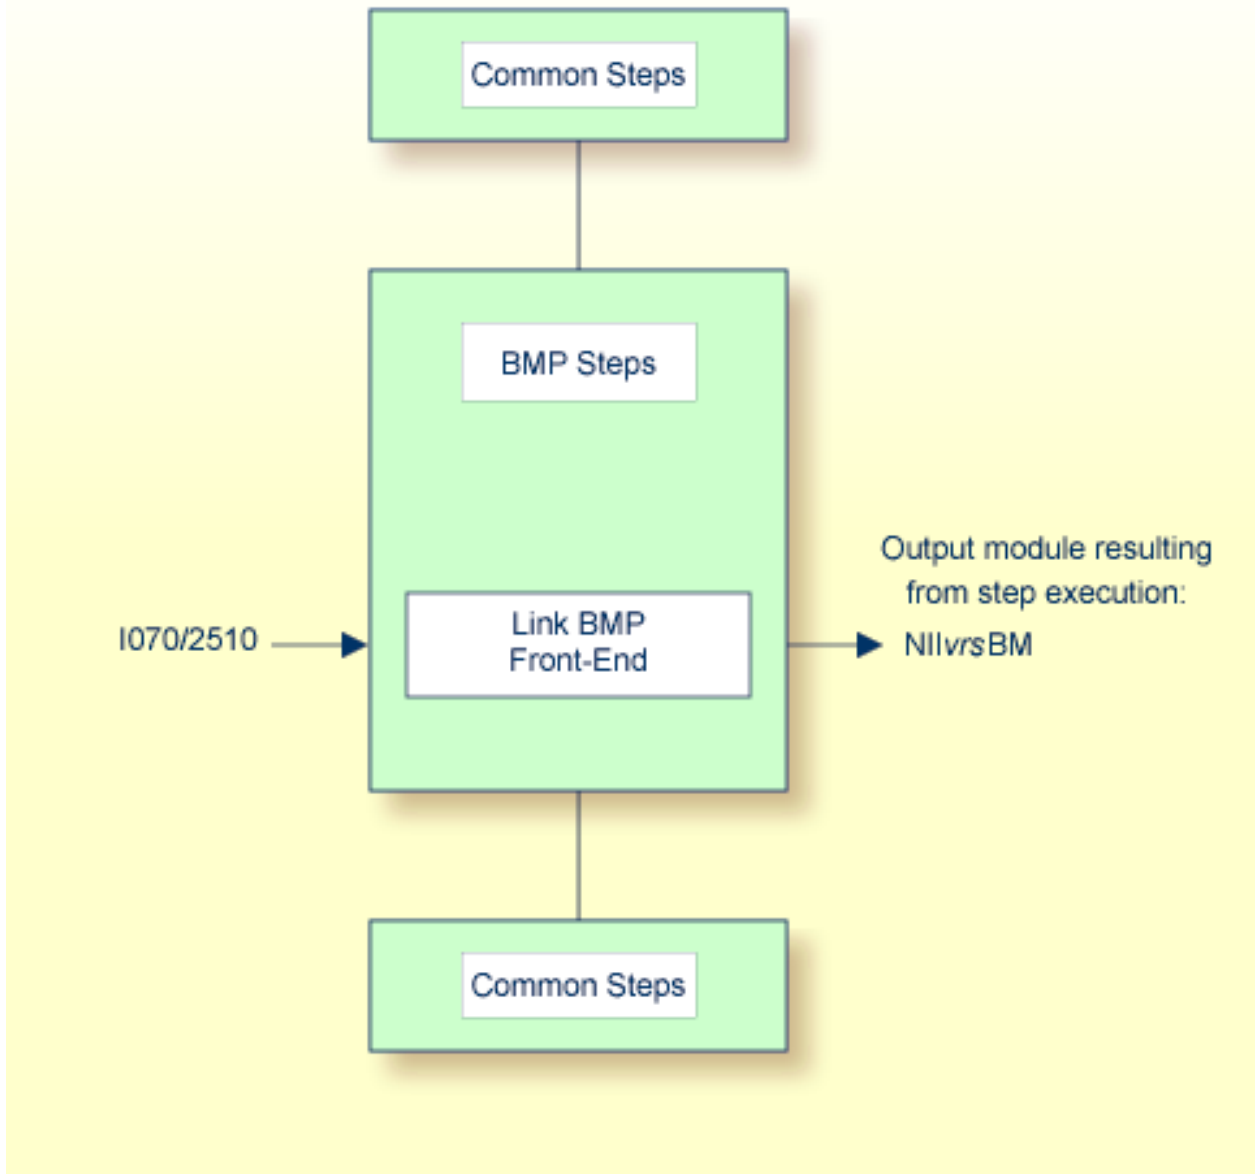 Common Steps
BMP Steps
Output module resulting
from step execution:
I070/2510
Link BMP
Front-End
NIIvrsBM
Common Steps